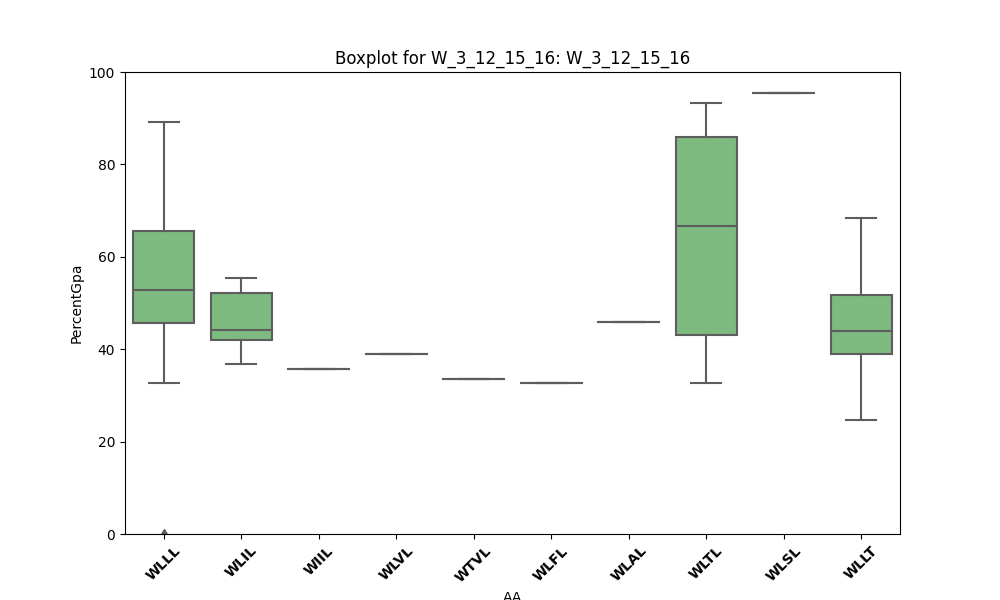 Boxplot for W_3_12_15_16: W_3_12_15_16
100
80
60
40
20
0
PercentGpa
WLLL
WLIL
WIIL
WLVL
WTVL
WLFL
WLAL
WLTL
WLSL
WLLT
AA